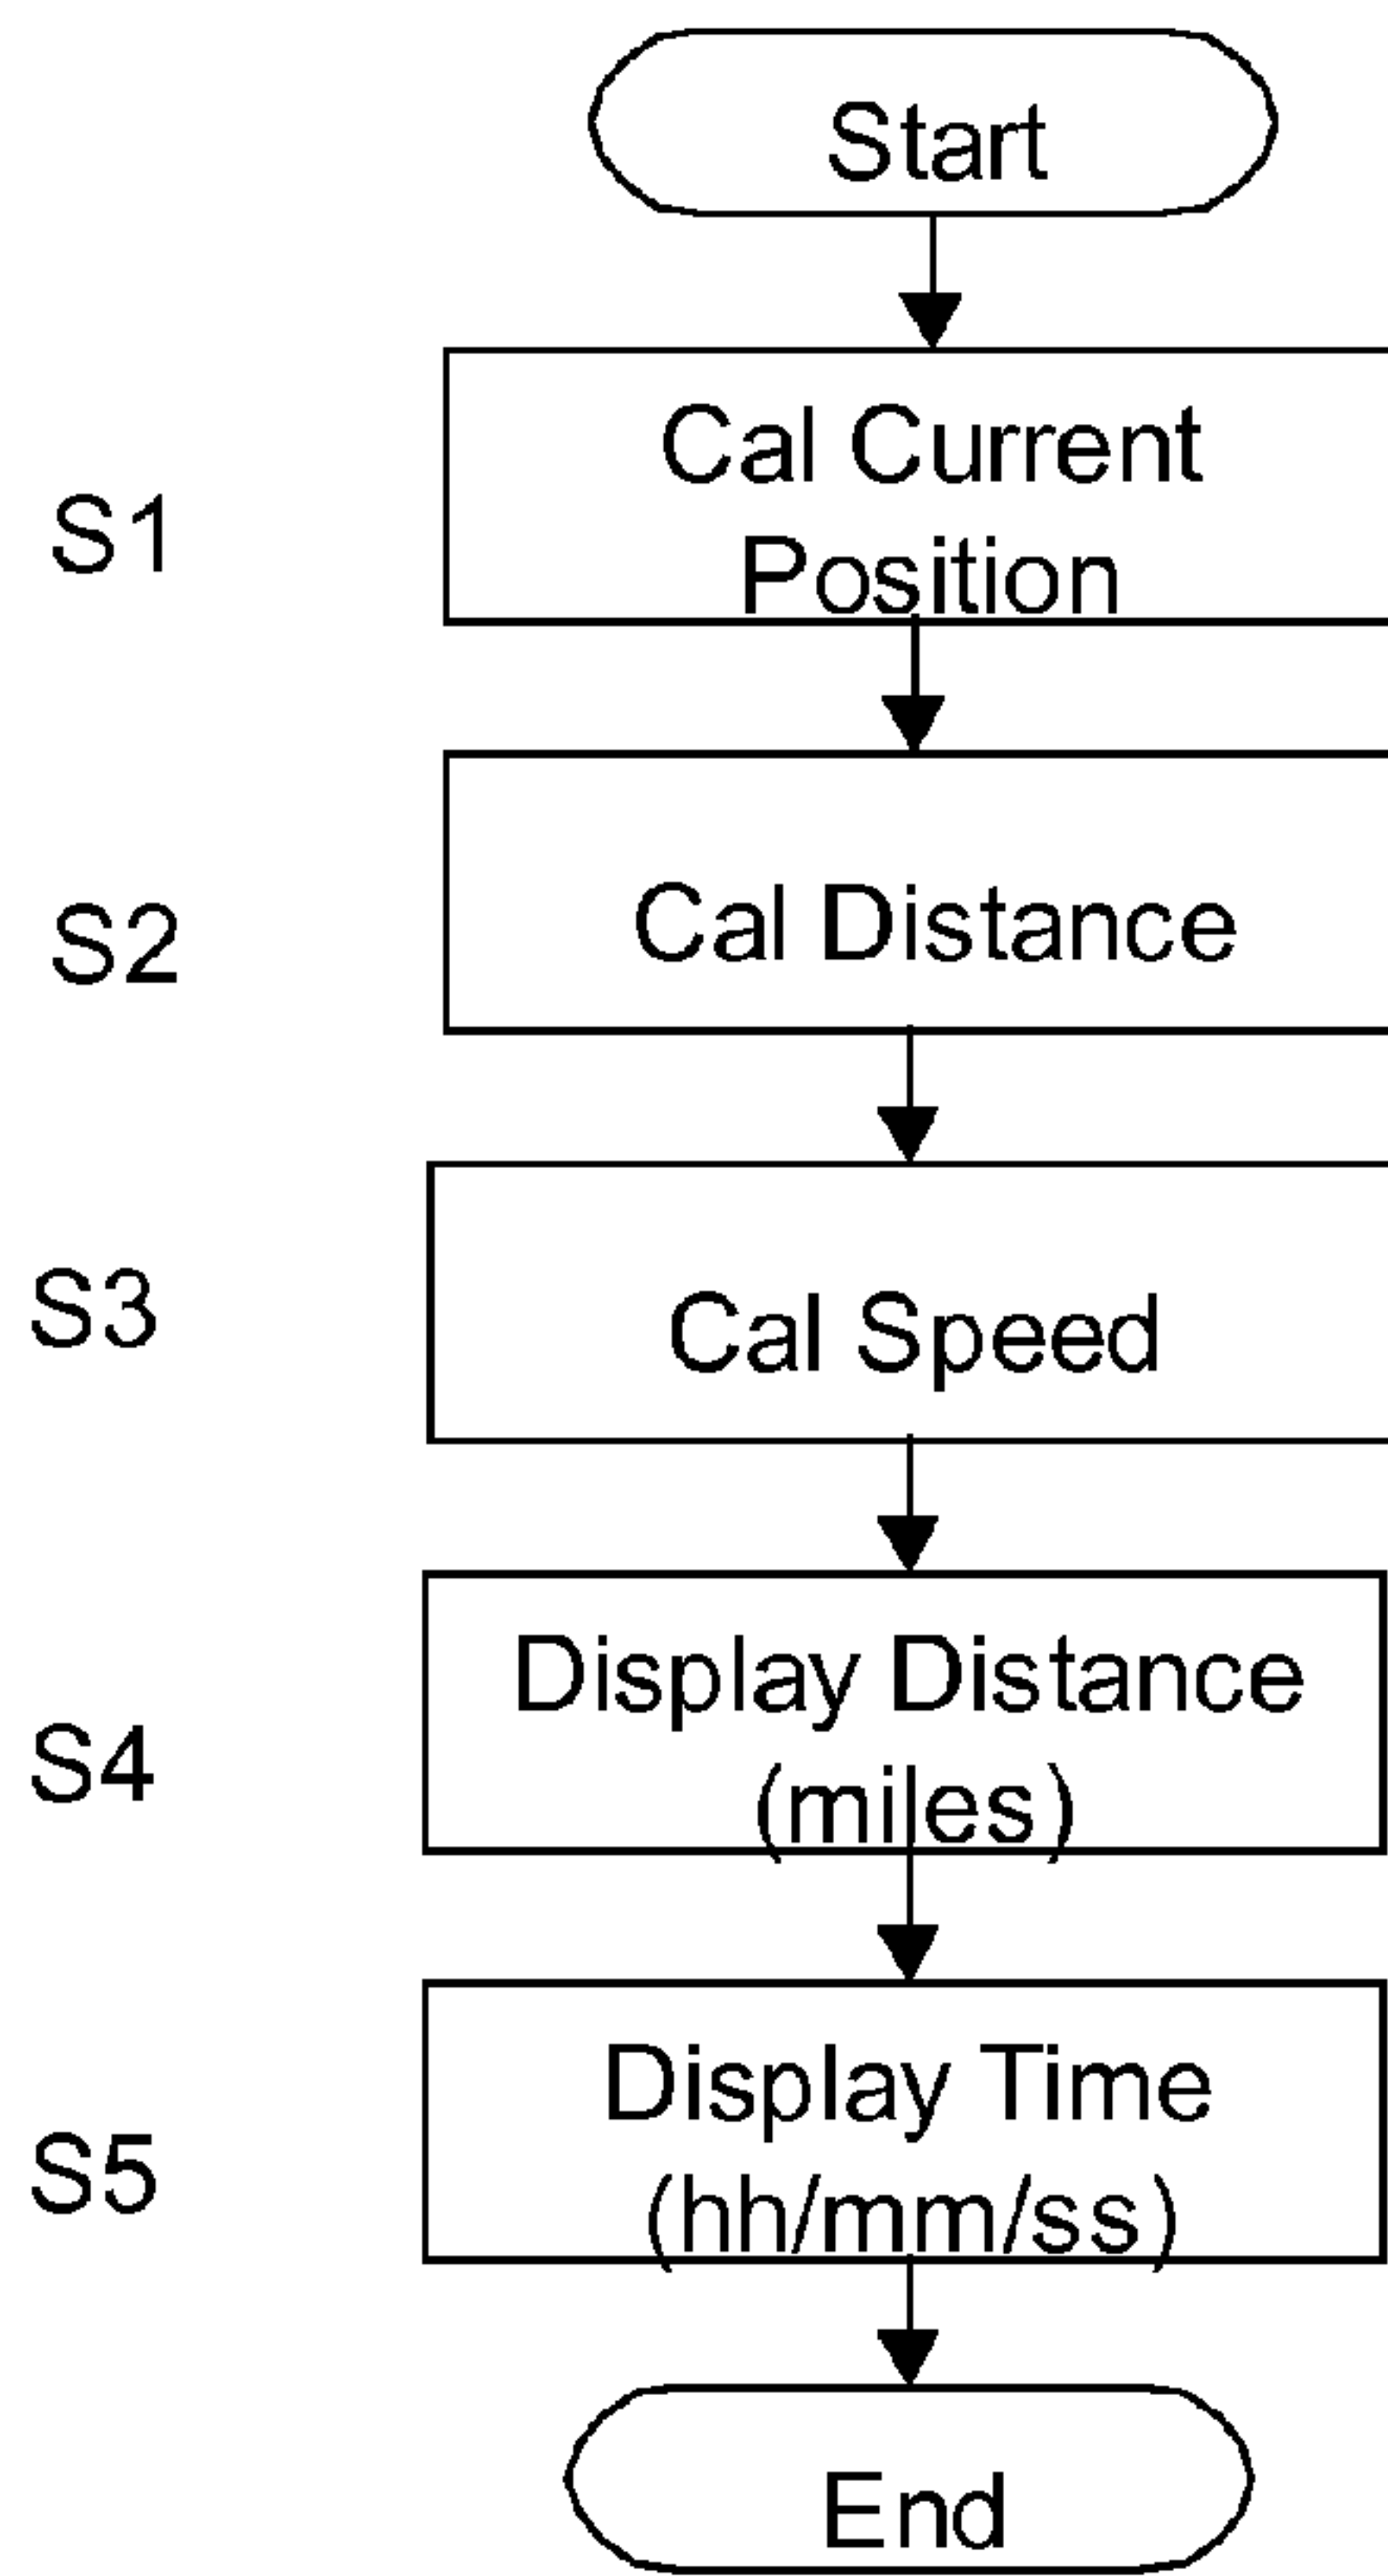 Start
S1
Cal Current
Position
S2
Cal Distance
S3
Cal Speed
S4
Display Distance
(miles)
S5
Display Time
(hh/mm/ss)
End